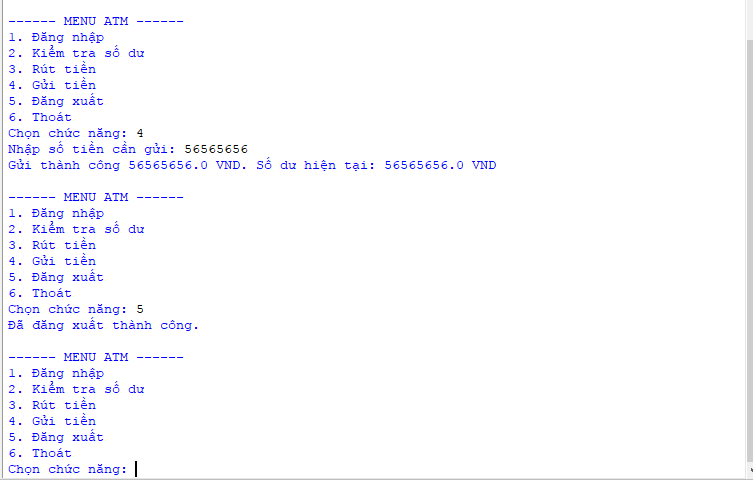 ------ MENU ATM ------
1. Đăng nhập
2. Kiểm tra số dư
3. Rút tiền
4. Gửi tiền
5. Đăng xuất
6. Thoát
Chọn chức năng: 4
Nhập số tiền cần gửi: 56565656
Gửi thành công 56565656.0 VND. Số dư hiện tại: 56565656.0 VND
------ MENU ATM ------
1. Đăng nhập
2. Kiểm tra số dư
3. Rút tiền
4. Gửi tiền
5. Đăng xuất
6. Thoát
Chọn chức năng: 5
Đã đăng xuất thành công.
------ MENU ATM ------
1. Đăng nhập
2. Kiểm tra số dư
3. Rút tiền
4. Gửi tiền
5. Đăng xuất
6. Thoát
Chọn chức năng: